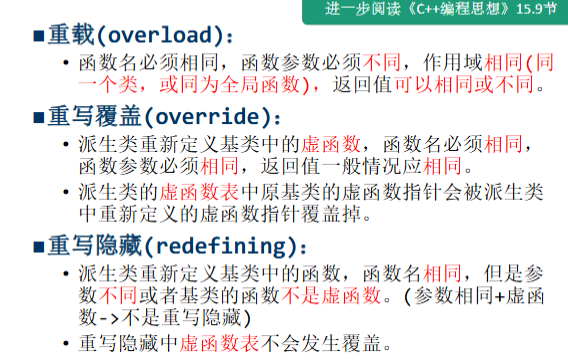 进一步阅读《C++编程思想》15.9节
■重载(overload):
• 函数名必须相同，函数参数必须不同，作用域相同(同
一个类，或同为全局函数)，返回值可以相同或不同。
■重写覆盖(override):
• 派生类重新定义基类中的虚函数，函数名必须相同，
函数参数必须相同，返回值一般情况应相同。
• 派生类的虚函数表中原基类的虚函数指针会被派生类
中重新定义的虚函数指针覆盖掉。
■重写隐藏(redefining):
• 派生类重新定义基类中的函数，函数名相同，但是参
数不同或者基类的函数不是虚函数。(参数相同+虚函
数->不是重写隐藏)
• 重写隐藏中虚函数表不会发生覆盖。